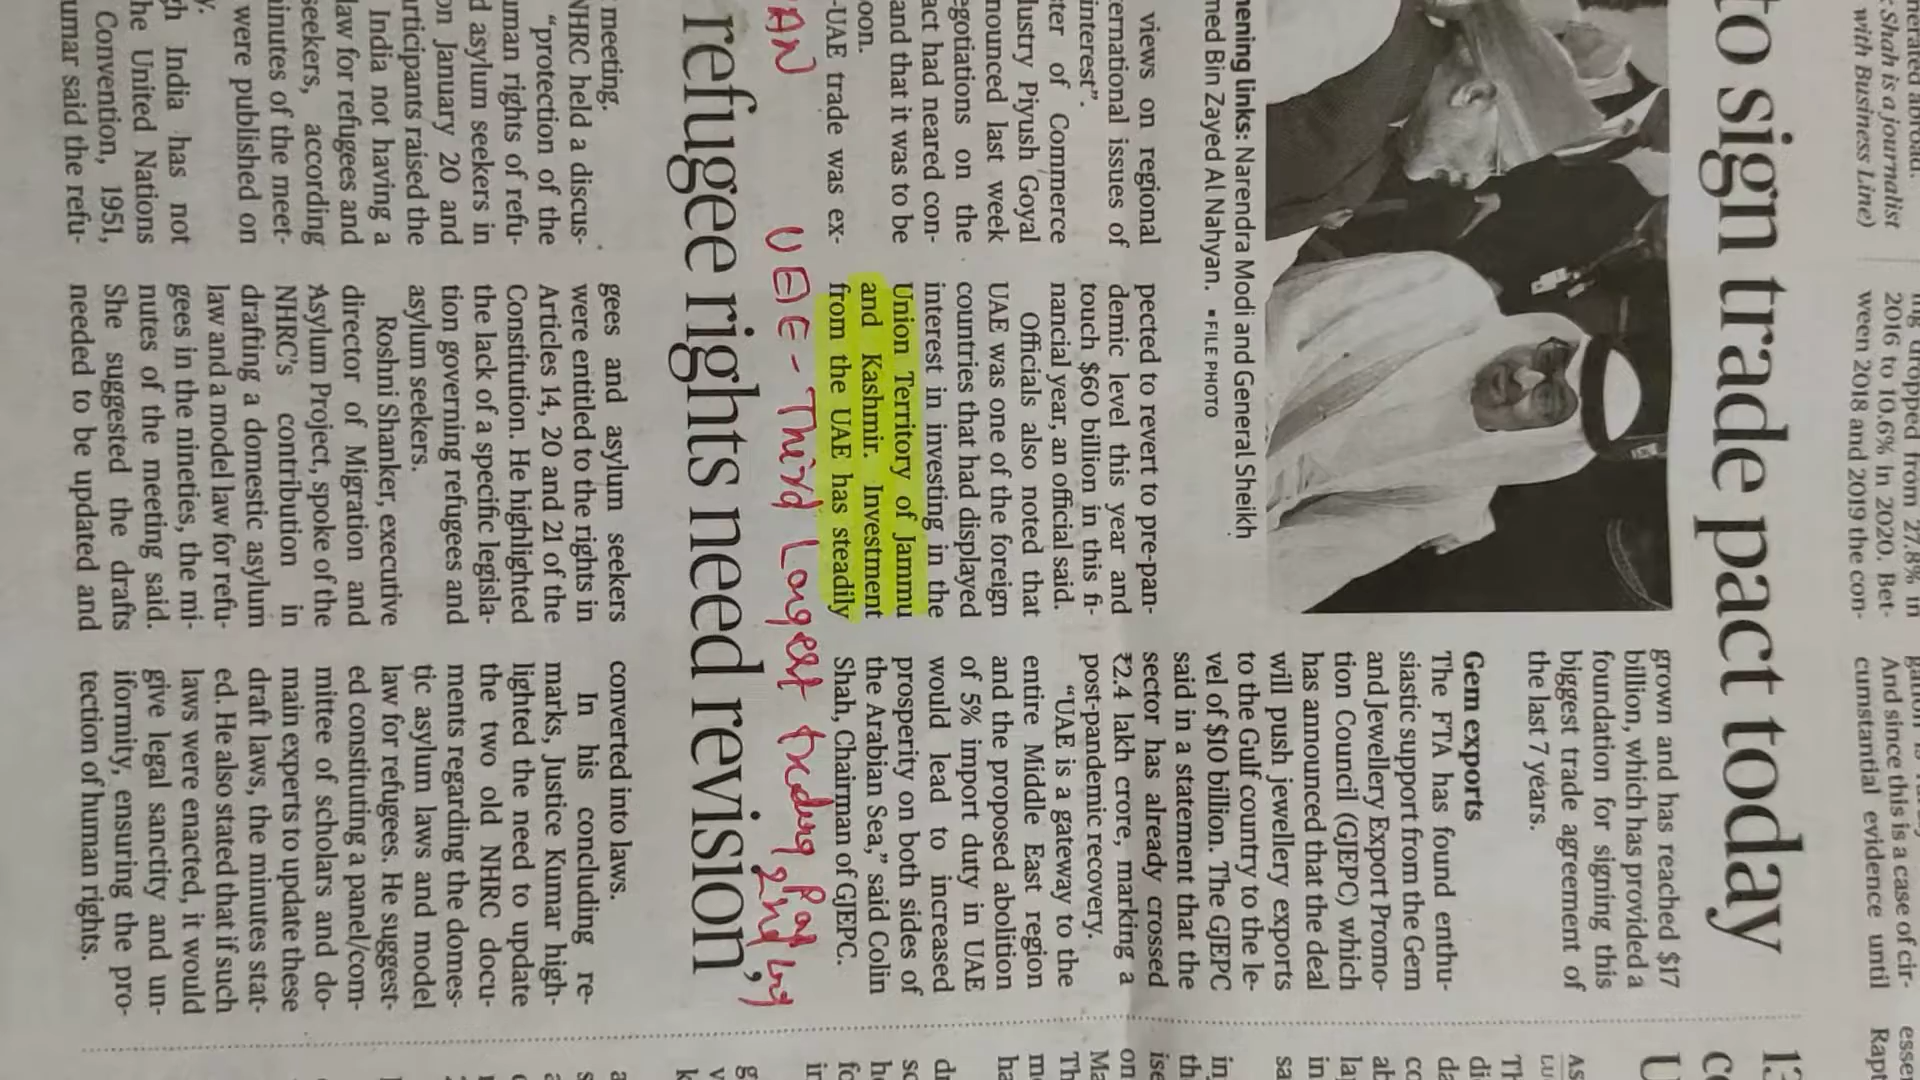 to sign trade pact today
nerated abroad.
Shah is a journalist
with Business Line)
dropped from 27.8% in
2016 to 10.6% in 2020. Bet-
ween 2018 and 2019 the con-
And since this is a case of cir-
cumstantial evidence until
hening links: Narendra Modi and General Sheikh
med Bin Zayed Al Nahyan. ▪FILE PHOTO
views on regional
ernational issues of
interest”.
ter of Commerce
dustry Piyush Goyal
nounced last week
egotiations on the
act had neared con-
and that it was to be
oon.
-UAE trade was ex-
pected to revert to pre-pan-
demic level this year and
touch $60 billion in this fi-
nancial year, an official said.
Officials also noted that
UAE was one of the foreign
countries that had displayed
interest in investing in the
Union Territory of Jammu
and Kashmir. Investment
from the UAE has steadily
grown and has reached $17
billion, which has provided a
foundation for signing this
biggest trade agreement of
the last 7 years.
Gem exports
The FTA has found enthu-
siastic support from the Gem
and Jewellery Export Promo-
tion Council (GJEPC) which
has announced that the deal
will push jewellery exports
to the Gulf country to the le-
vel of $10 billion. The GJEPC
said in a statement that the
sector has already crossed
₹2.4 lakh crore, marking a
post-pandemic recovery.
“UAE is a gateway to the
entire Middle East region
and the proposed abolition
of 5% import duty in UAE
would lead to increased
prosperity on both sides of
the Arabian Sea,” said Colin
Shah, Chairman of GJEPC.
UAE - Third Largest trading
2nd
refugee rights need revision’
meeting.
NHRC held a discus-
“protection of the
uman rights of refu-
d asylum seekers in
on January 20 and
articipants raised the
India not having a
law for refugees and
seekers, according
inutes of the meet-
were published on
y.
gh India has not
he United Nations
Convention, 1951,
umar said the refu-
gees and asylum seekers
were entitled to the rights in
Articles 14, 20 and 21 of the
Constitution. He highlighted
the lack of a specific legisla-
tion governing refugees and
asylum seekers.
Roshni Shanker, executive
director of Migration and
Asylum Project, spoke of the
NHRC's contribution in
drafting a domestic asylum
law and a model law for refu-
gees in the nineties, the mi-
nutes of the meeting said.
She suggested the drafts
needed to be updated and
converted into laws.
In his concluding re-
marks, Justice Kumar high-
lighted the need to update
the two old NHRC docu-
ments regarding the domes-
tic asylum laws and model
law for refugees. He suggest-
ed constituting a panel/com-
mittee of scholars and do-
main experts to update these
draft laws, the minutes stat-
ed. He also stated that if such
laws were enacted, it would
give legal sanctity and un-
iformity, ensuring the pro-
tection of human rights.